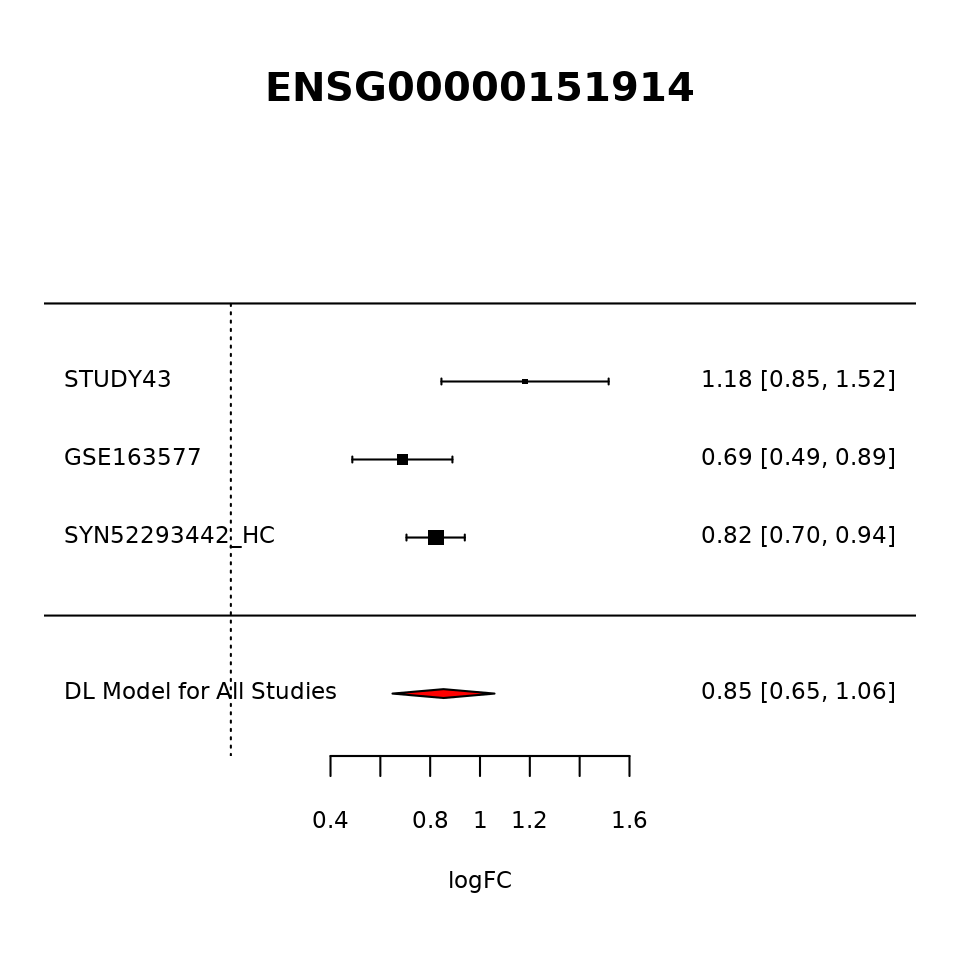 ENSG00000151914
STUDY43 1.18 [0.85, 1.52]
GSE163577 0.69 [0.49, 0.89]
SYN52293442_HC 0.82 [0.70, 0.94]
DL Model for All Studies 0.85 [0.65, 1.06]
0.4 0.8 1 1.2 1.6
logFC